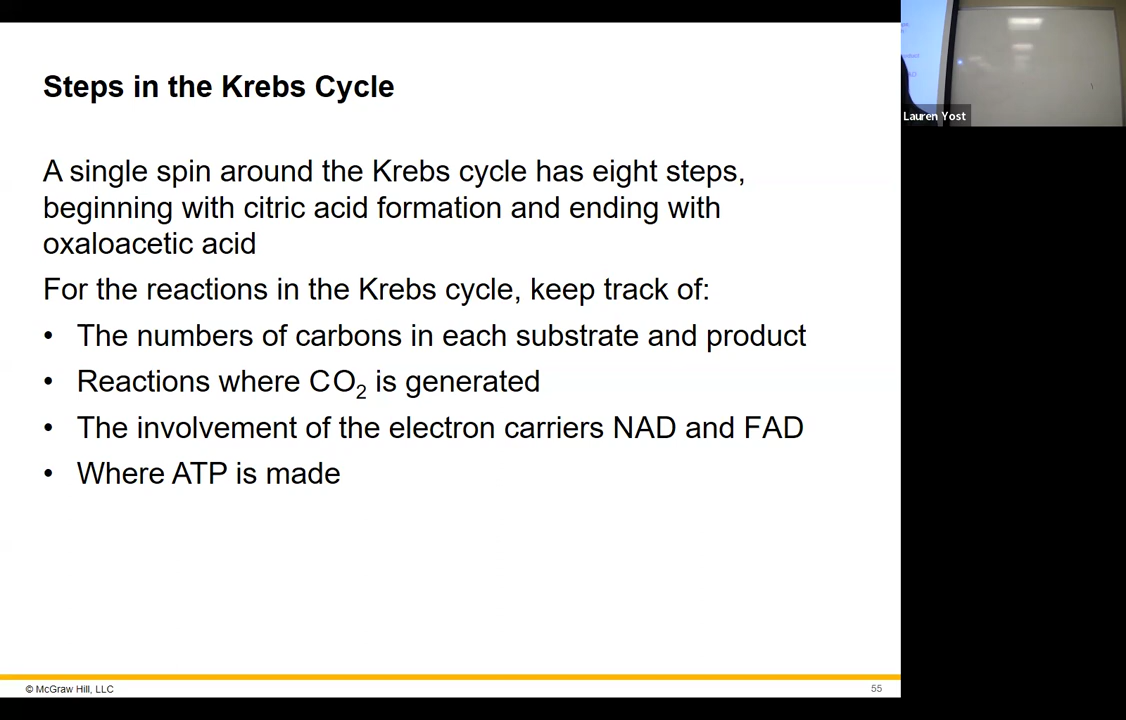 Steps in the Krebs Cycle
A single spin around the Krebs cycle has eight steps,
beginning with citric acid formation and ending with
oxaloacetic acid
For the reactions in the Krebs cycle, keep track of:
• The numbers of carbons in each substrate and product
• Reactions where CO₂ is generated
• The involvement of the electron carriers NAD and FAD
• Where ATP is made
© McGraw Hill, LLC
55
Lauren Yost